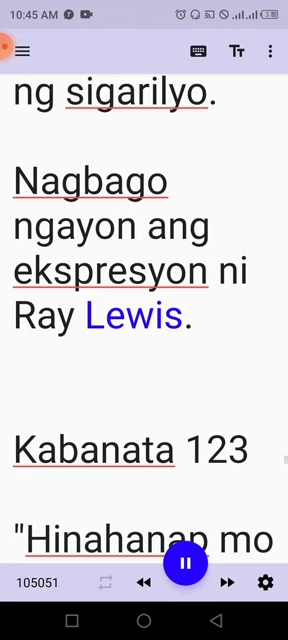 10:45 AM
ng sigarilyo.
Nagbago
ngayon ang
ekspresyon ni
Ray Lewis.
Kabanata 123
"Hinahanap mo
105051